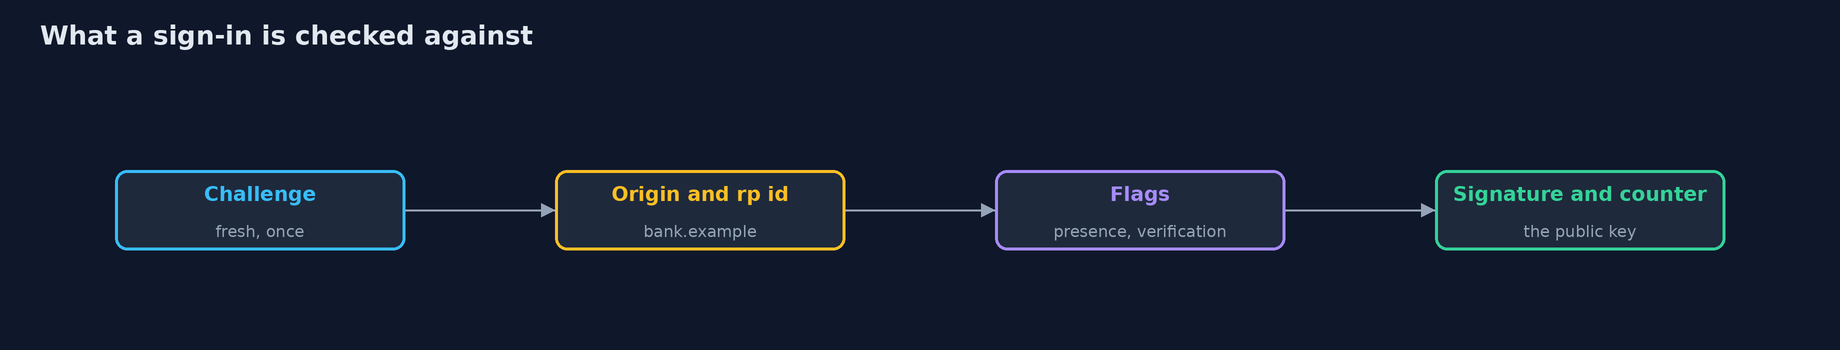 What a sign-in is checked against
Challenge
fresh, once
Origin and rp id
bank.example
Flags
presence, verification
Signature and counter
the public key